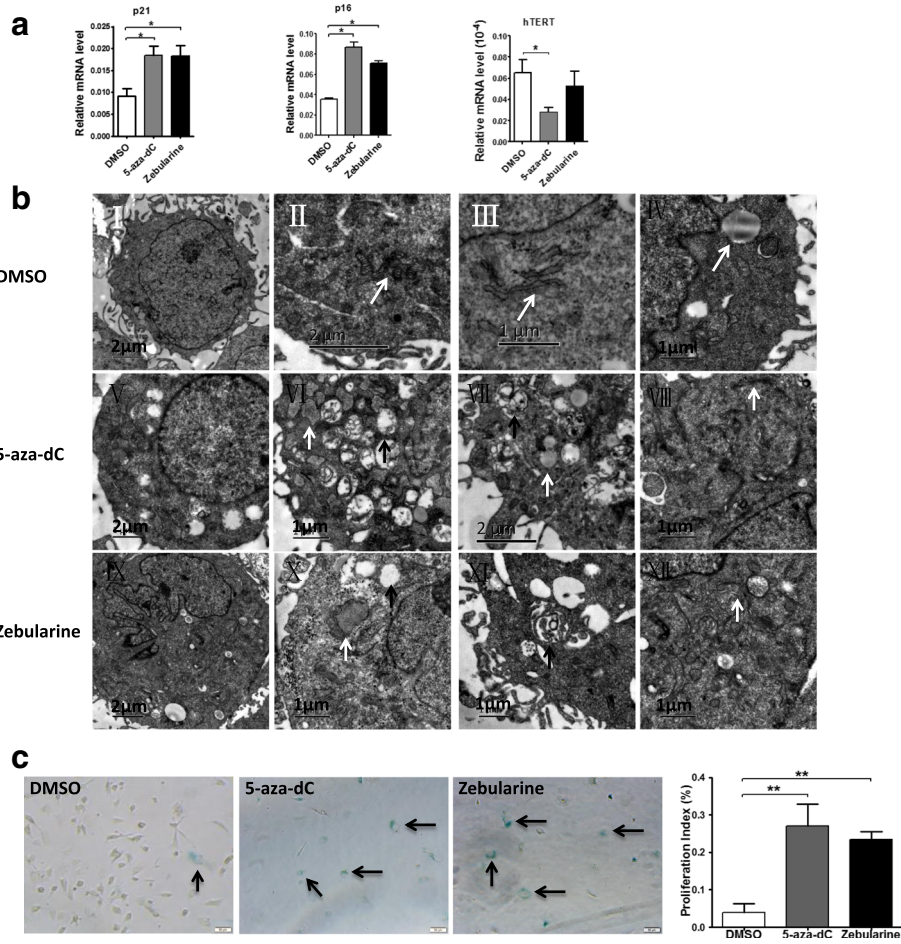 a
p21
Relative mRNA level
0.025
0.020
0.015
0.010
0.005
0.000
*
*
DMSO
5-aza-dC
Zebularine
p16
Relative mRNA level
0.10
0.08
0.06
0.04
0.02
0.00
*
*
DMSO
5-aza-dC
Zebularine
hTERT
Relative mRNA level (10-4)
0.10
0.08
0.06
0.04
0.02
0.00
*
DMSO
5-aza-dC
Zebularine
b
DMSO
I
2μm
II
2 μm
III
1 μm
IV
1μm
5-aza-dC
V
2μm
VI
1μm
VII
2 μm
VIII
1μm
Zebularine
IX
2μm
X
1μm
XI
1μm
XII
1μm
c
DMSO
5-aza-dC
Zebularine
Proliferation Index (%)
0.4
0.3
0.2
0.1
0.0
**
**
DMSO
5-aza-dC
Zebularine